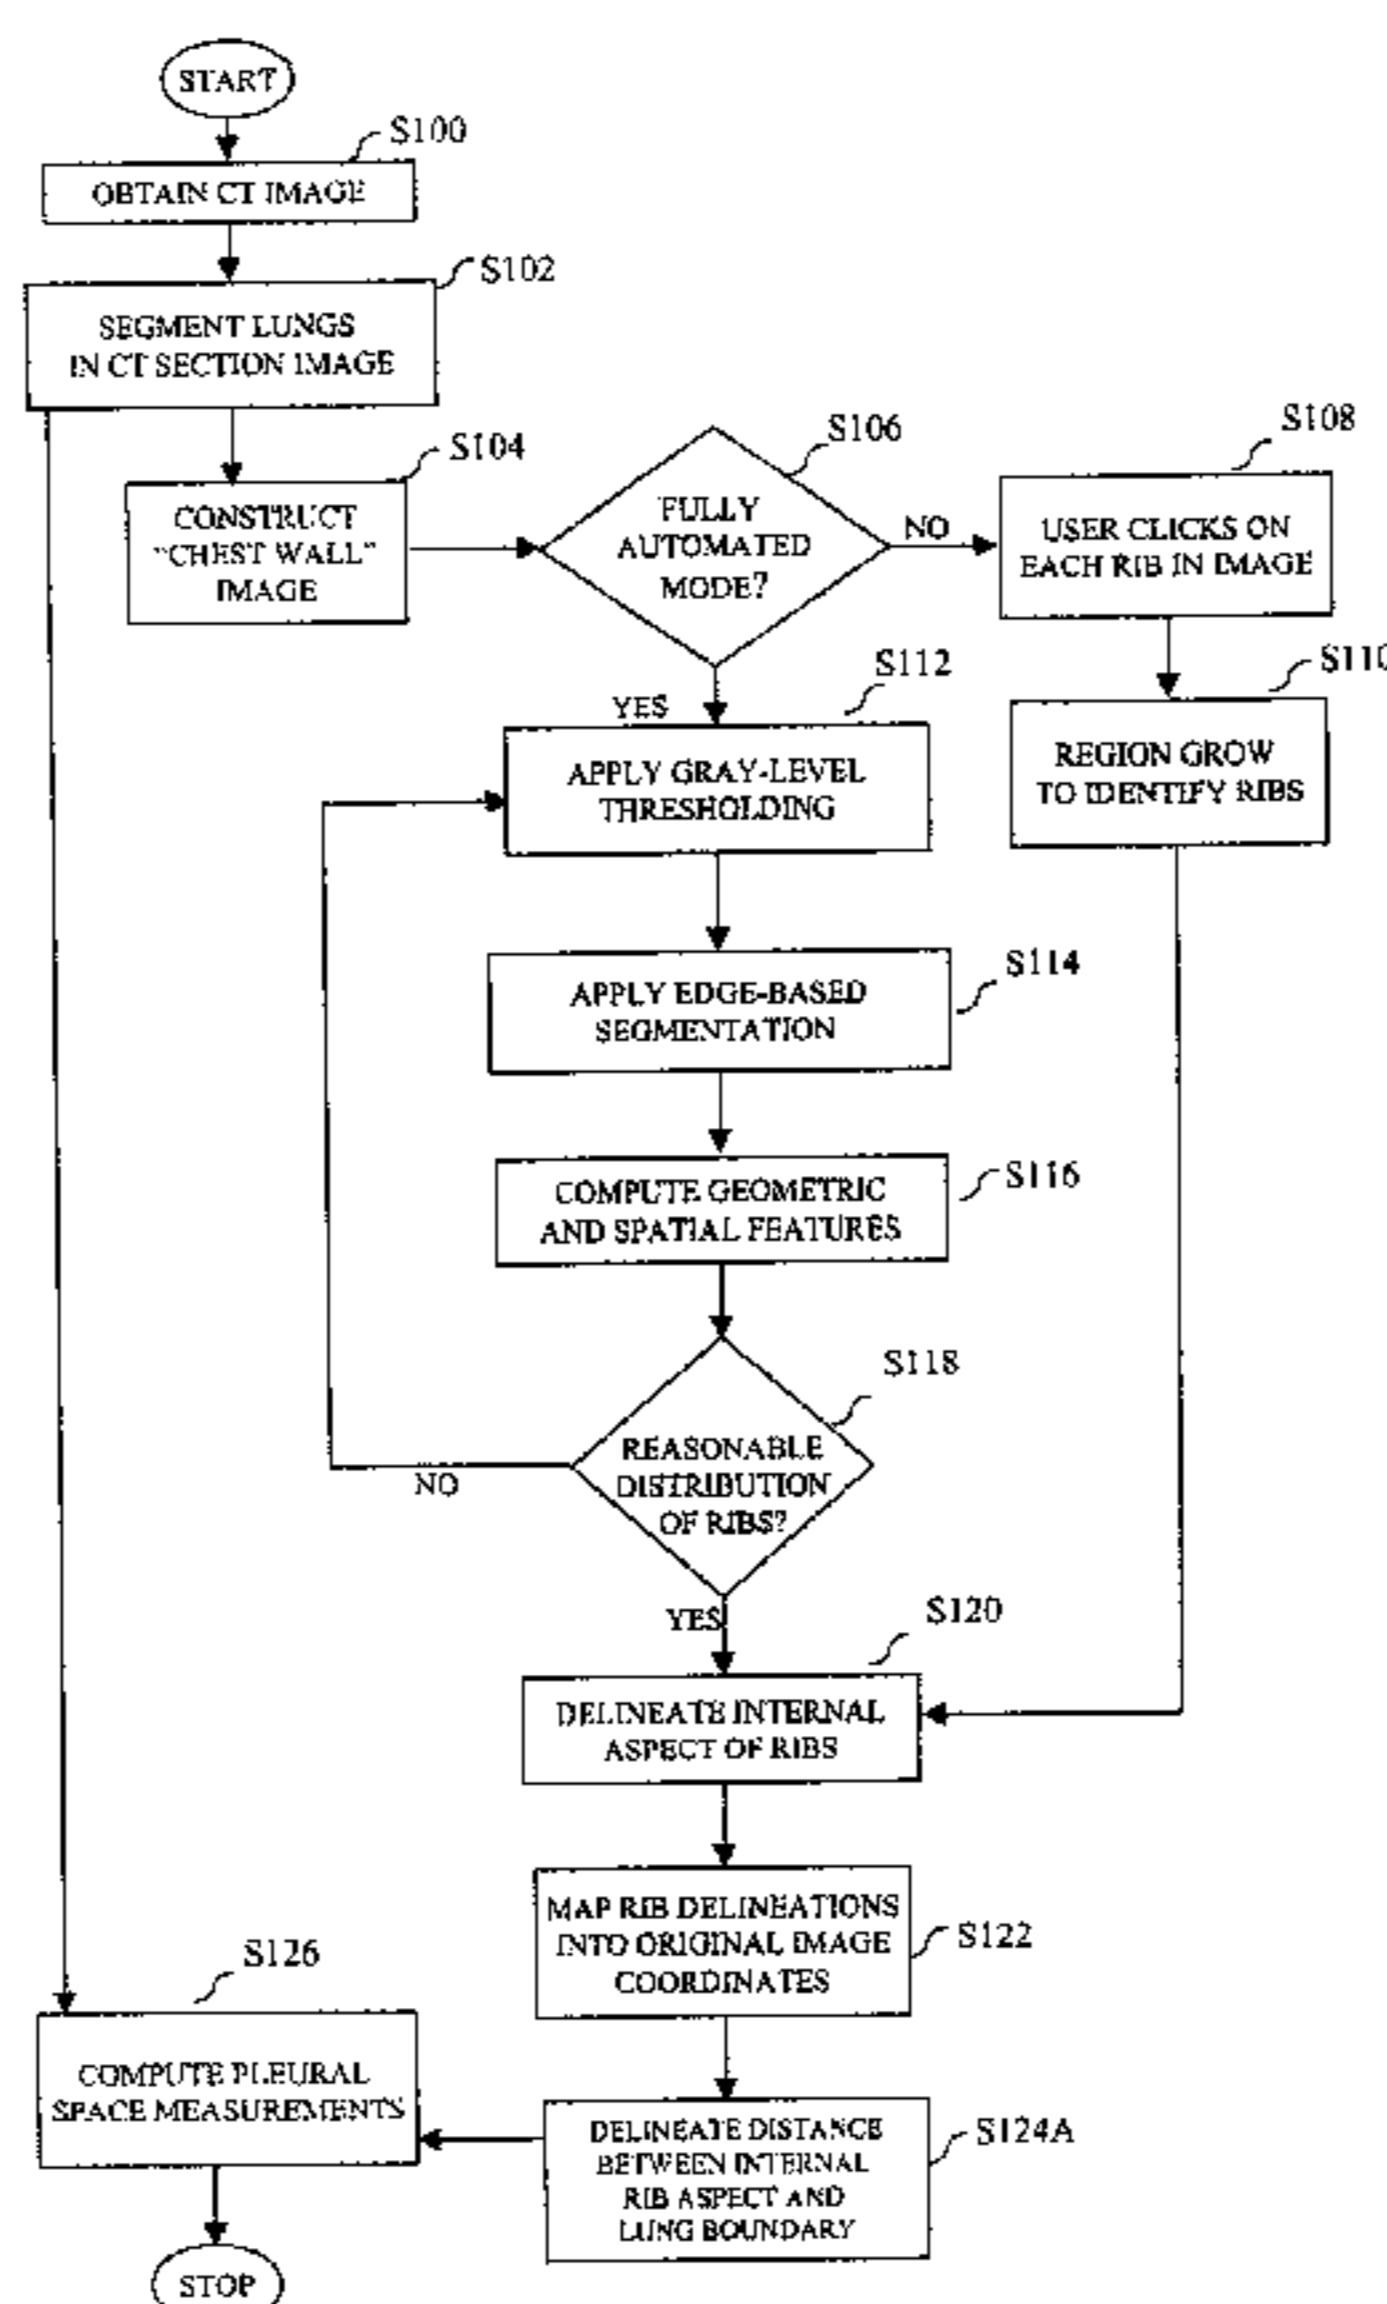 START
S100
OBTAIN CT IMAGE
S102
SEGMENT LUNGS
IN CT SECTION IMAGE
S104
CONSTRUCT
"CHEST WALL"
IMAGE
S106
FULLY
AUTOMATED
MODE?
NO
S108
USER CLICKS ON
EACH RIB IN IMAGE
S110
REGION GROW
TO IDENTIFY RIBS
YES
S112
APPLY GRAY-LEVEL
THRESHOLDING
S114
APPLY EDGE-BASED
SEGMENTATION
S116
COMPUTE GEOMETRIC
AND SPATIAL FEATURES
S118
REASONABLE
DISTRIBUTION
OF RIBS?
NO
YES
S120
DELINEATE INTERNAL
ASPECT OF RIBS
S122
MAP RIB DELINEATIONS
INTO ORIGINAL IMAGE
COORDINATES
S124A
DELINEATE DISTANCE
BETWEEN INTERNAL
RIB ASPECT AND
LUNG BOUNDARY
S126
COMPUTE PLEURAL
SPACE MEASUREMENTS
STOP